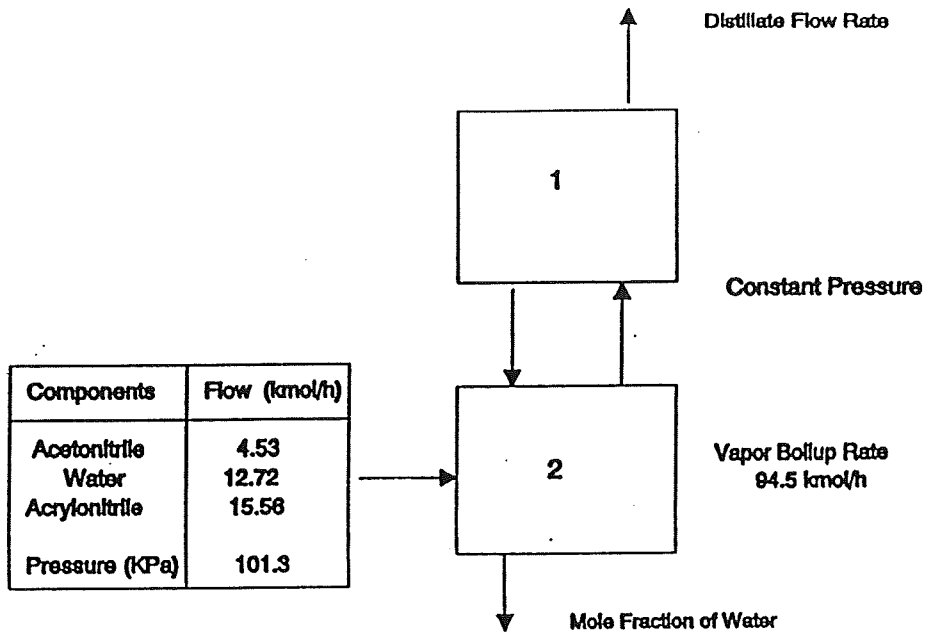 Distillate Flow Rate
1
Constant Pressure
Components Flow (kmol/h)
Acetonitrile 4.53
Water 12.72
Acrylonitrile 15.56
Pressure (KPa) 101.3
2
Vapor Boilup Rate
94.5 kmol/h
Mole Fraction of Water